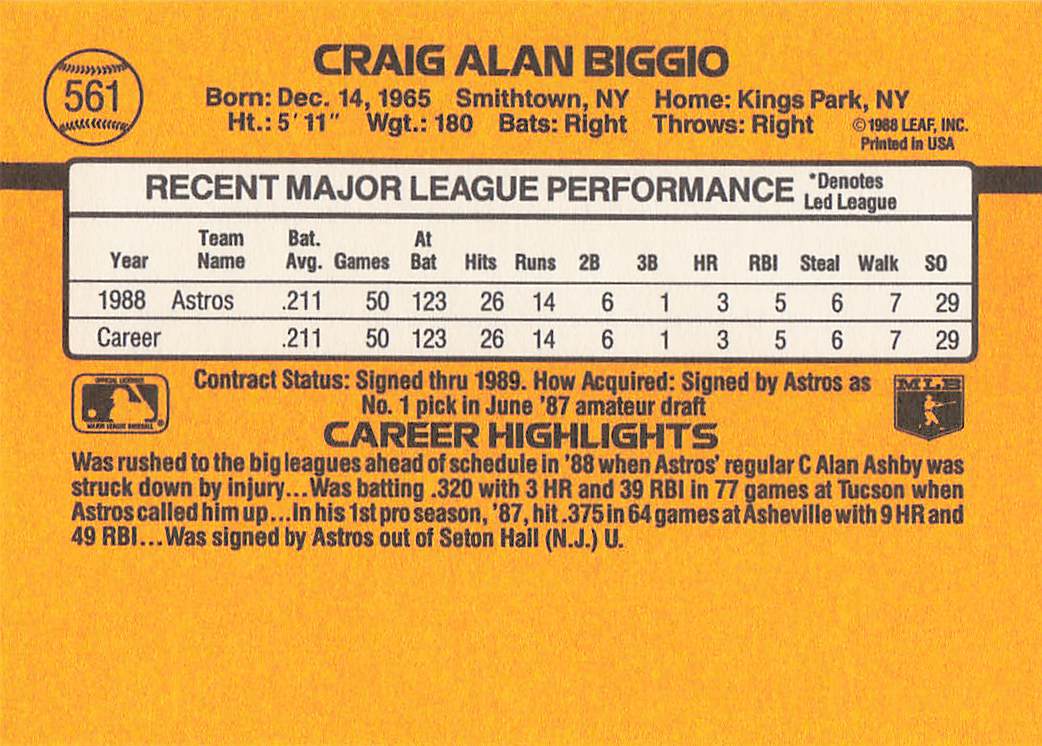 561
CRAIG ALAN BIGGIO
Born: Dec. 14, 1965 Smithtown, NY Home: Kings Park, NY
Ht.: 5' 11" Wgt.: 180 Bats: Right Throws: Right
©1988 LEAF, INC.
Printed in USA
RECENT MAJOR LEAGUE PERFORMANCE
*Denotes
Led League
Year Team Name Bat. Avg. Games At Bat Hits Runs 2B 3B HR RBI Steal Walk SO
1988 Astros .211 50 123 26 14 6 1 3 5 6 7 29
Career .211 50 123 26 14 6 1 3 5 6 7 29
OFFICIAL LICENSEE
MAJOR LEAGUE BASEBALL®
Contract Status: Signed thru 1989. How Acquired: Signed by Astros as
No. 1 pick in June '87 amateur draft
MLB
CAREER HIGHLIGHTS
Was rushed to the big leagues ahead of schedule in '88 when Astros' regular C Alan Ashby was
struck down by injury...Was batting .320 with 3 HR and 39 RBI in 77 games at Tucson when
Astros called him up...In his 1st pro season, '87, hit .375 in 64 games at Asheville with 9 HR and
49 RBI...Was signed by Astros out of Seton Hall (N.J.) U.